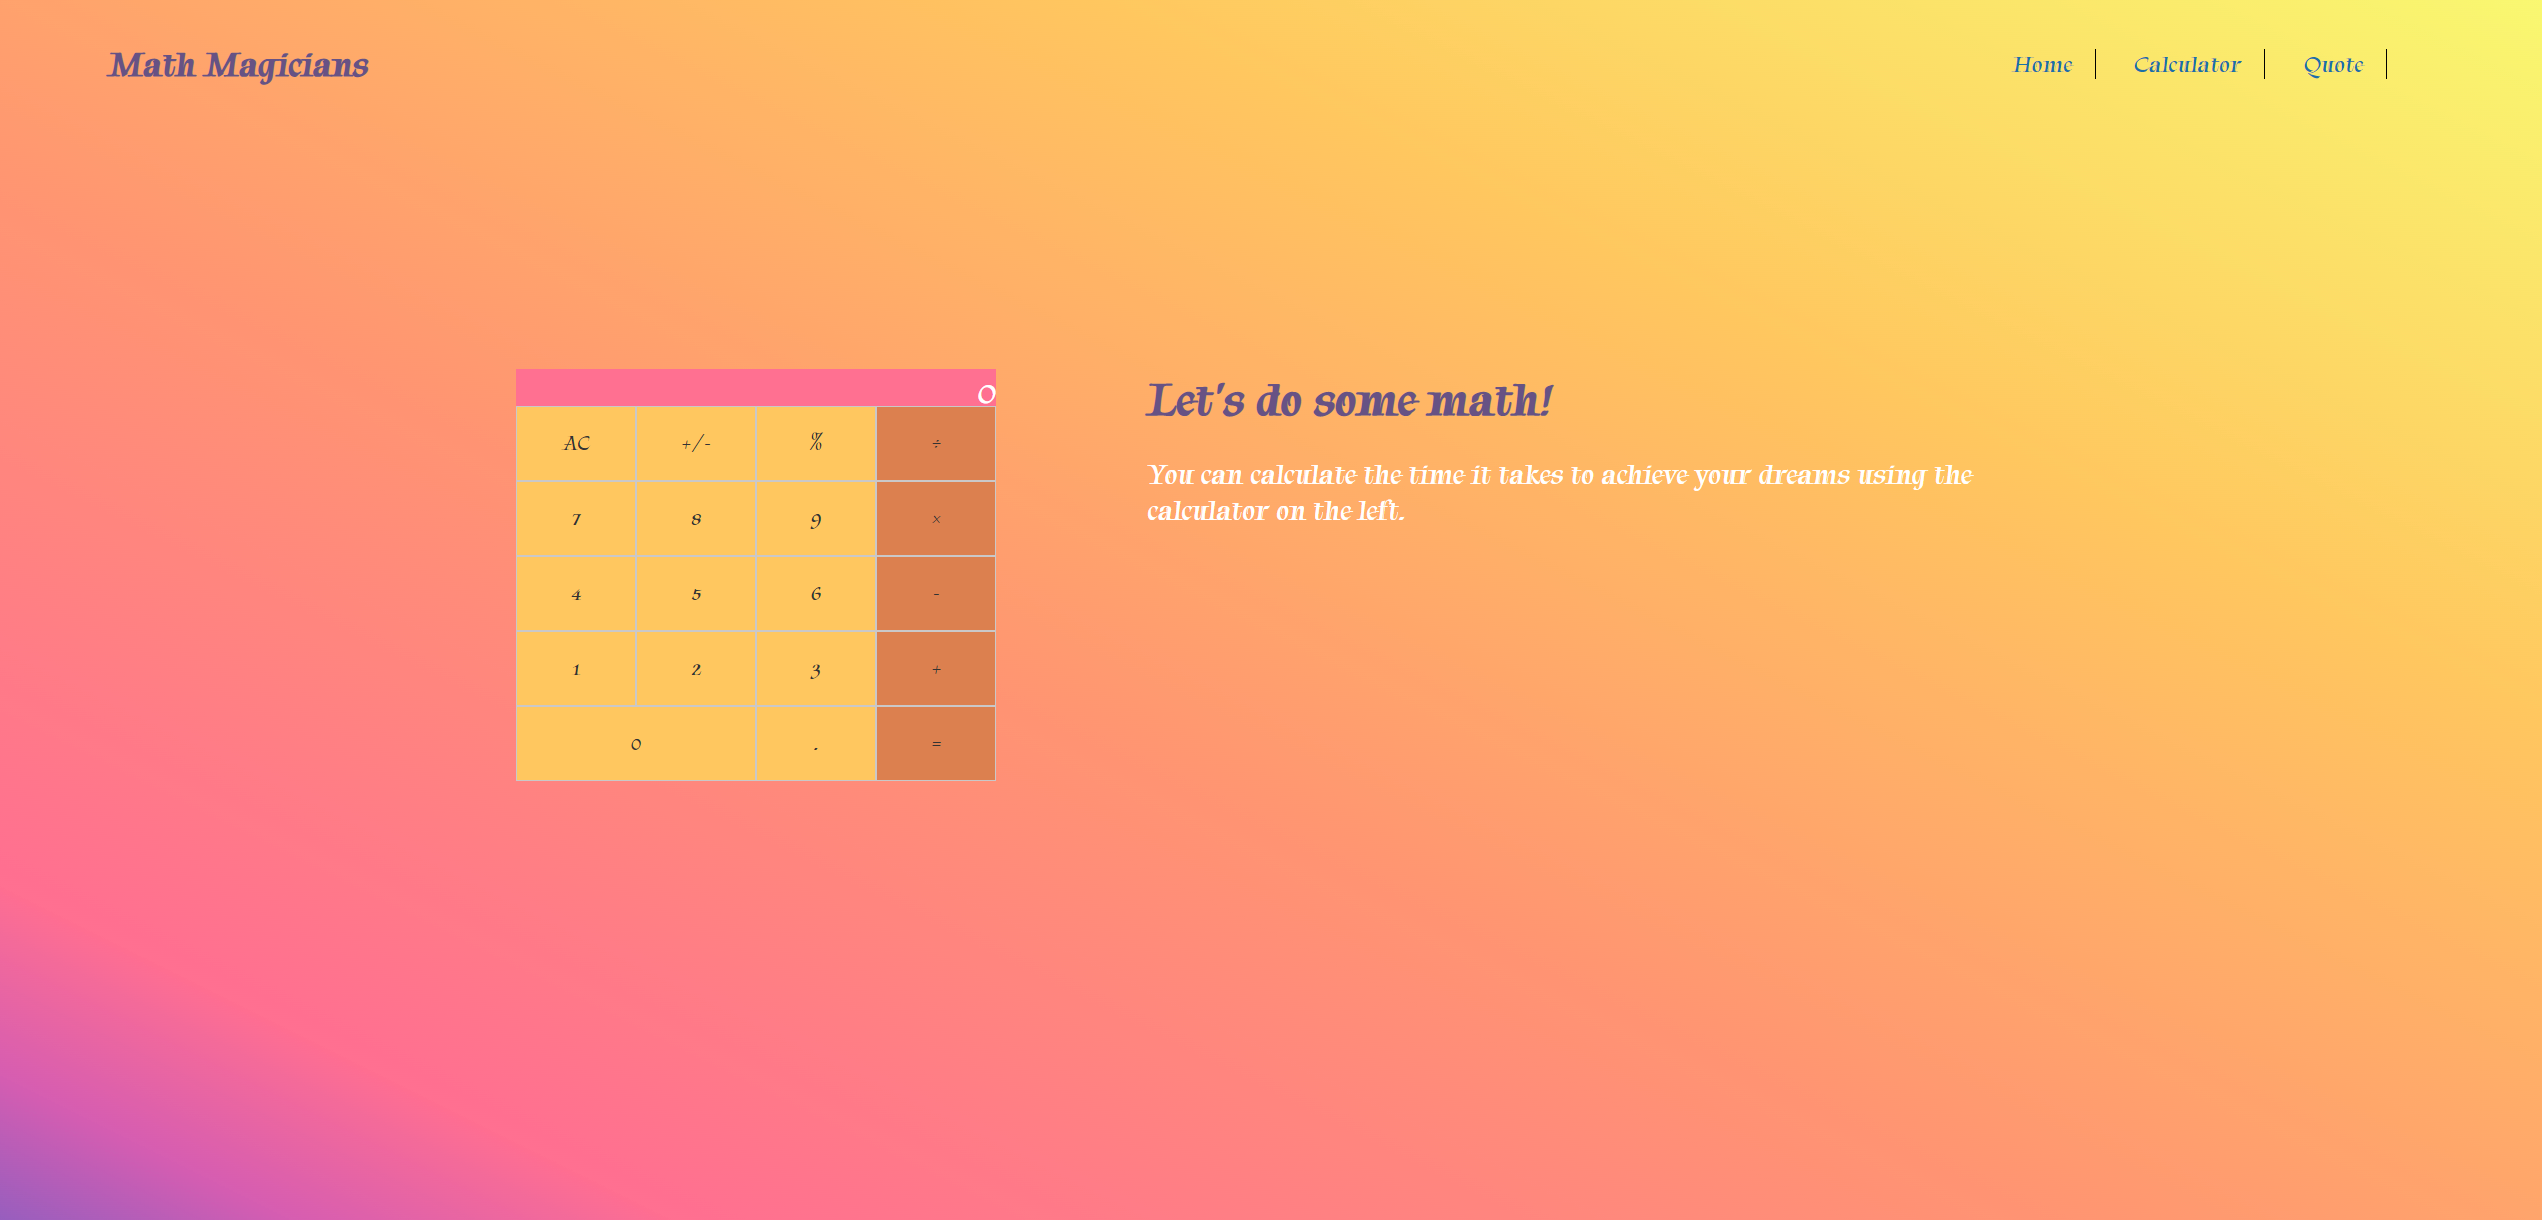 Math Magicians
Home
Calculator
Quote
0
AC +/- % ÷
7 8 9 ×
4 5 6 -
1 2 3 +
0 . =
Let's do some math!
You can calculate the time it takes to achieve your dreams using the
calculator on the left.